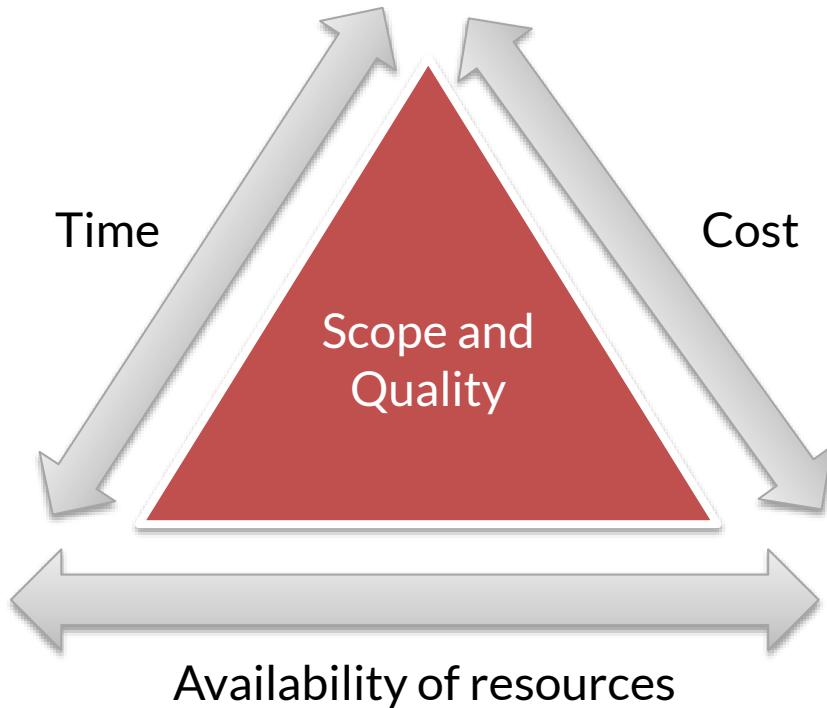 Time
Cost
Scope and
Quality
Availability of resources